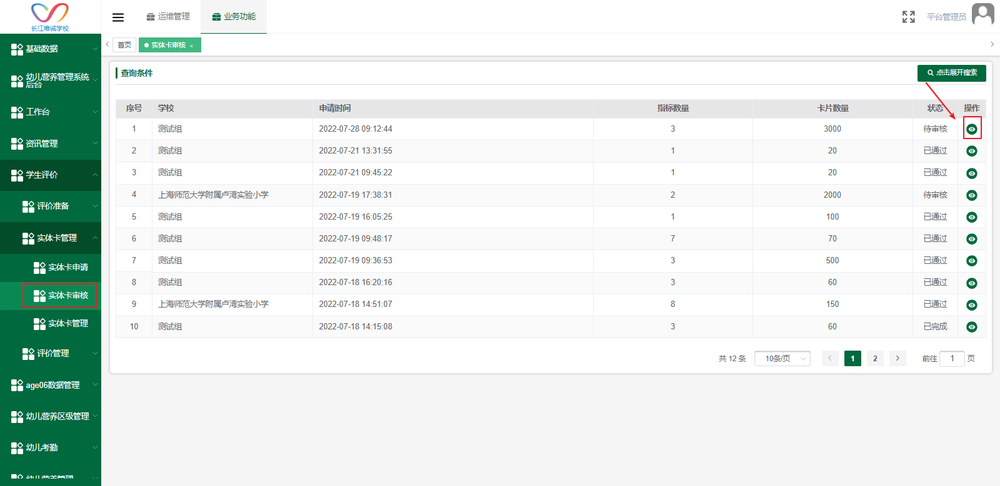 长江唯诚学校
运维管理
业务功能
平台管理员
首页
实体卡审核 ×
基础数据
幼儿营养管理系统
后台
工作台
资讯管理
学生评价
评价准备
实体卡管理
实体卡申请
实体卡审核
实体卡管理
评价管理
age06数据管理
幼儿营养区级管理
幼儿考勤
幼儿营养管理
查询条件
点击展开搜索
序号 学校 申请时间 指标数量 卡片数量 状态 操作
1 测试组 2022-07-28 09:12:44 3 3000 待审核
2 测试组 2022-07-21 13:31:55 1 20 已通过
3 测试组 2022-07-21 09:45:22 1 20 已通过
4 上海师范大学附属卢湾实验小学 2022-07-19 17:38:31 2 2000 待审核
5 测试组 2022-07-19 16:05:25 1 100 已通过
6 测试组 2022-07-19 09:48:17 7 70 已通过
7 测试组 2022-07-19 09:36:53 3 500 已通过
8 测试组 2022-07-18 16:20:16 3 60 已通过
9 上海师范大学附属卢湾实验小学 2022-07-18 14:51:07 8 150 已通过
10 测试组 2022-07-18 14:15:08 3 60 已完成
共 12 条 10条/页 1 2 前往 1 页